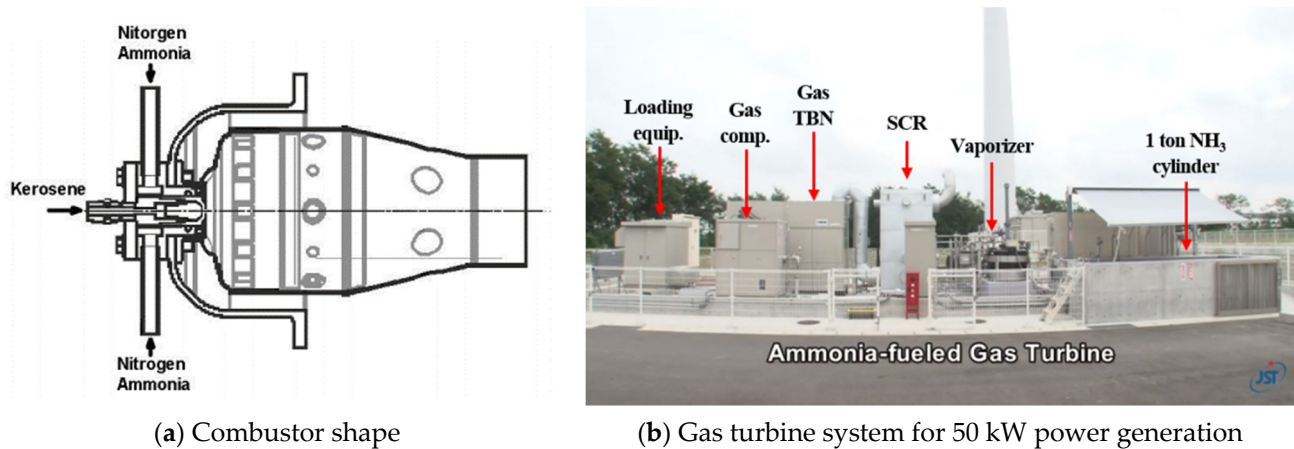 Nitorgen
Ammonia
Kerosene
Nitrogen
Ammonia
Loading
equip.
Gas
comp.
Gas
TBN
SCR
Vaporizer
1 ton NH₃
cylinder
Ammonia-fueled Gas Turbine
JST
(a) Combustor shape
(b) Gas turbine system for 50 kW power generation